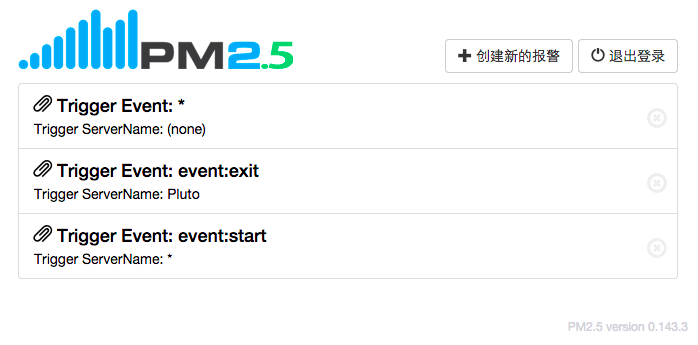 PM2.5
创建新的报警
退出登录
Trigger Event: *
Trigger ServerName: (none)
Trigger Event: event:exit
Trigger ServerName: Pluto
Trigger Event: event:start
Trigger ServerName: *
PM2.5 version 0.143.3